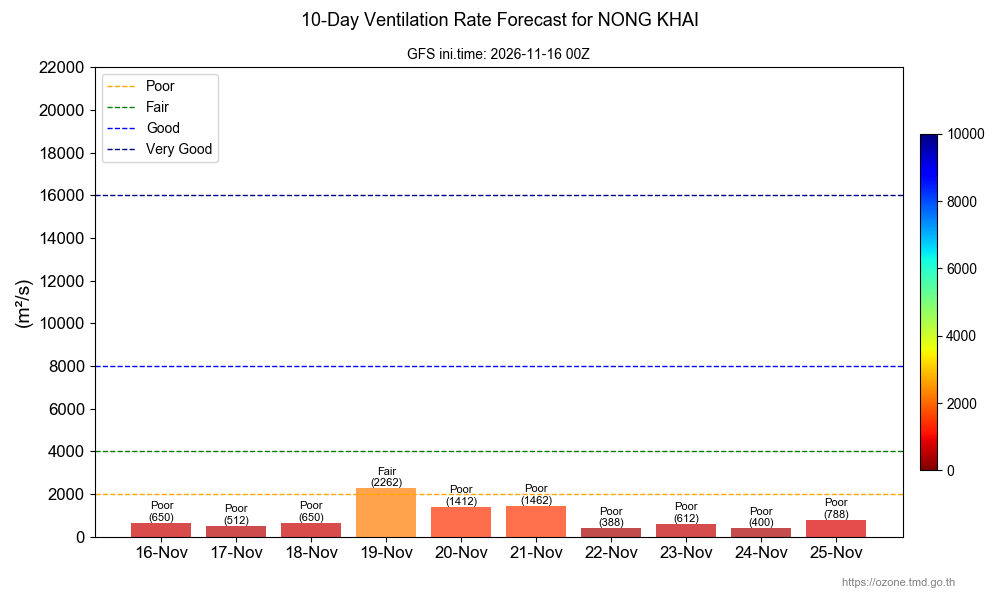 10-Day Ventilation Rate Forecast for NONG KHAI
GFS ini.time: 2026-11-16 00Z
(m²/s)
22000
20000
18000
16000
14000
12000
10000
8000
6000
4000
2000
0
Poor
Fair
Good
Very Good
Poor
(650)
Poor
(512)
Poor
(650)
Fair
(2262)
Poor
(1412)
Poor
(1462)
Poor
(388)
Poor
(612)
Poor
(400)
Poor
(788)
16-Nov
17-Nov
18-Nov
19-Nov
20-Nov
21-Nov
22-Nov
23-Nov
24-Nov
25-Nov
10000
8000
6000
4000
2000
0
https://ozone.tmd.go.th